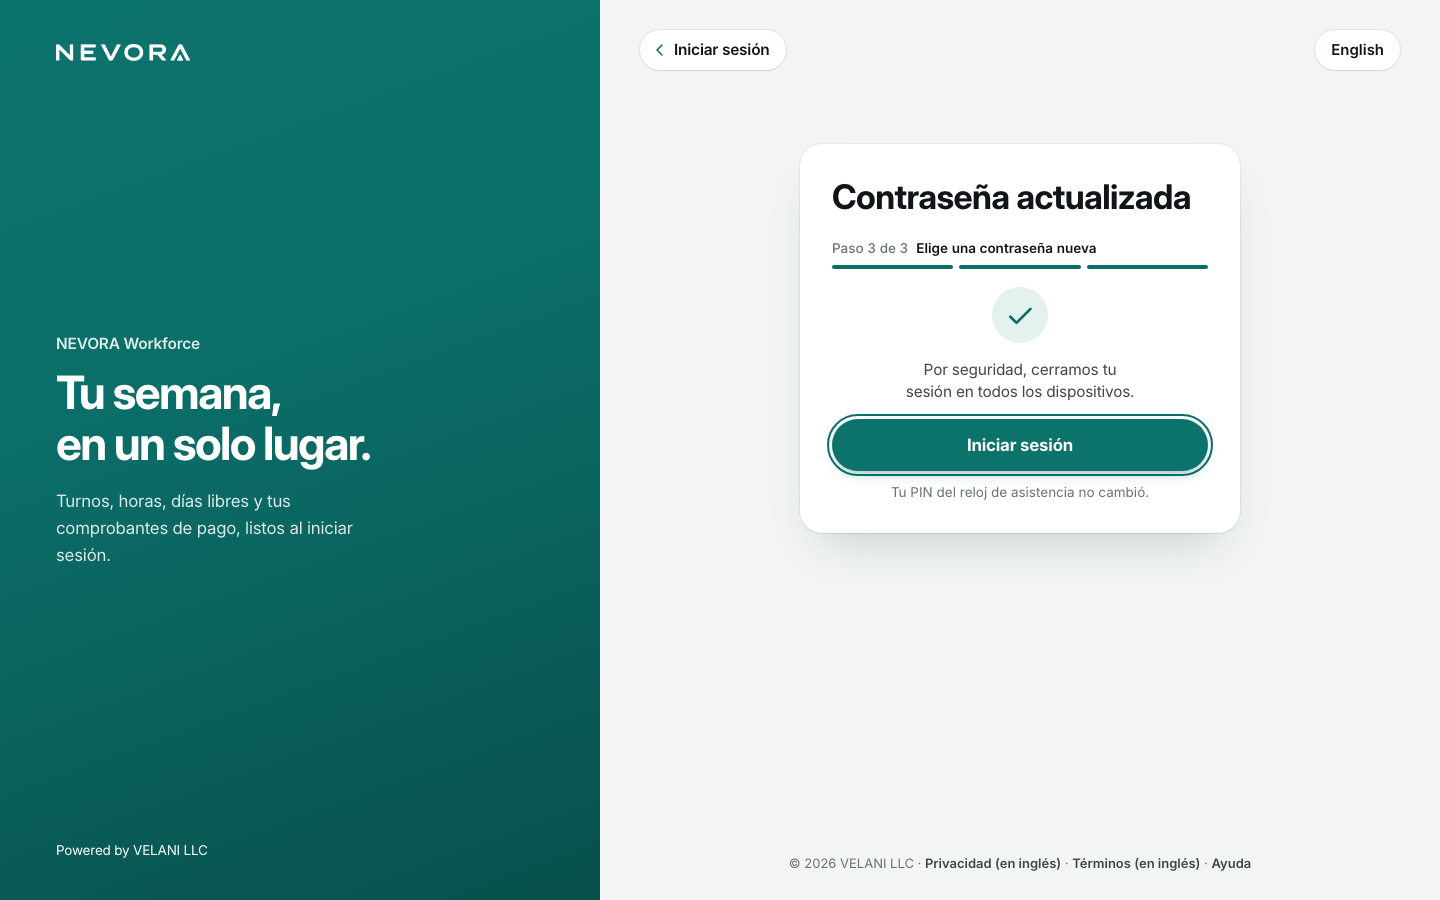 NEVORA
NEVORA Workforce
Tu semana,
en un solo lugar.
Turnos, horas, días libres y tus
comprobantes de pago, listos al iniciar
sesión.
Powered by VELANI LLC
Iniciar sesión
English
Contraseña actualizada
Paso 3 de 3 Elige una contraseña nueva
Por seguridad, cerramos tu
sesión en todos los dispositivos.
Iniciar sesión
Tu PIN del reloj de asistencia no cambió.
© 2026 VELANI LLC · Privacidad (en inglés) · Términos (en inglés) · Ayuda